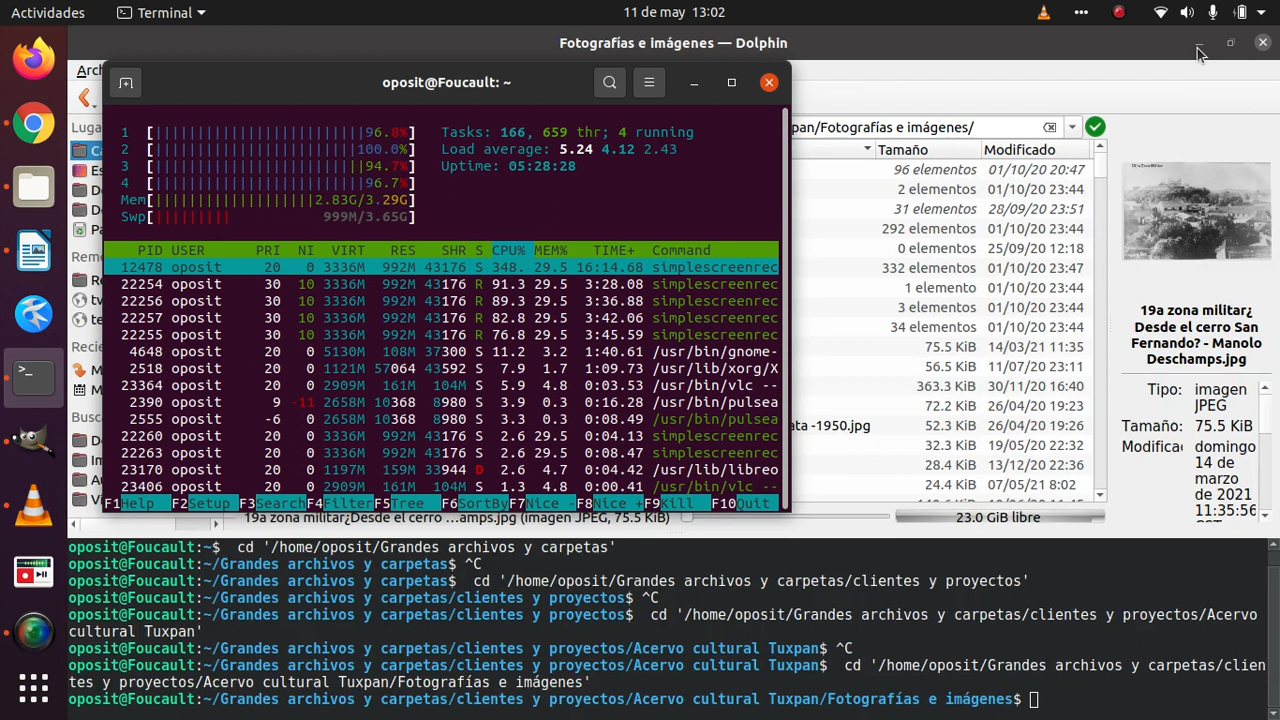 Actividades
Terminal
11 de may 13:02
Fotografías e imágenes — Dolphin
Arch
oposit@Foucault: ~
Luga
Remo
Recie
Busca
pan/Fotografías e imágenes/
Tamaño
Modificado
96 elementos 01/10/20 20:47
2 elementos 01/10/20 23:44
31 elementos 28/09/20 23:51
292 elementos 01/10/20 23:44
0 elementos 25/09/20 12:18
332 elementos 01/10/20 23:44
1 elemento 01/10/20 23:44
3 elementos 01/10/20 23:44
34 elementos 01/10/20 23:44
75.5 KiB 14/03/21 11:35
56.5 KiB 11/07/20 23:11
363.3 KiB 30/11/20 16:40
72.2 KiB 26/04/20 19:23
ata -1950.jpg 52.3 KiB 26/04/20 19:26
32.3 KiB 19/05/20 22:32
28.4 KiB 13/12/20 22:36
24.4 KiB 07/05/21 8:02
1 [96.8%]
2 [100.0%]
3 [94.7%]
4 [96.7%]
Mem[2.83G/3.29G]
Swp[999M/3.65G]
Tasks: 166, 659 thr; 4 running
Load average: 5.24 4.12 2.43
Uptime: 05:28:28
PID USER PRI NI VIRT RES SHR S CPU% MEM% TIME+ Command
12478 oposit 20 0 3336M 992M 43176 S 348. 29.5 16:14.68 simplescreenrec
22254 oposit 30 10 3336M 992M 43176 R 91.3 29.5 3:28.08 simplescreenrec
22256 oposit 30 10 3336M 992M 43176 R 89.3 29.5 3:36.88 simplescreenrec
22257 oposit 30 10 3336M 992M 43176 R 82.8 29.5 3:42.06 simplescreenrec
22255 oposit 30 10 3336M 992M 43176 R 76.8 29.5 3:45.59 simplescreenrec
4648 oposit 20 0 5130M 108M 37300 S 11.2 3.2 1:40.61 /usr/bin/gnome-
2518 oposit 20 0 1121M 57064 43592 S 7.9 1.7 1:09.73 /usr/lib/xorg/X
23364 oposit 20 0 2909M 161M 104M S 5.9 4.8 0:03.53 /usr/bin/vlc --
2390 oposit 9 -11 2658M 10368 8980 S 3.9 0.3 0:16.28 /usr/bin/pulsea
2555 oposit -6 0 2658M 10368 8980 S 3.3 0.3 0:08.49 /usr/bin/pulsea
22260 oposit 20 0 3336M 992M 43176 S 2.6 29.5 0:04.13 simplescreenrec
22263 oposit 20 0 3336M 992M 43176 S 2.6 29.5 0:08.47 simplescreenrec
23170 oposit 20 0 1197M 159M 33944 D 2.6 4.7 0:04.42 /usr/lib/libreo
23406 oposit 20 0 2909M 161M 104M S 1.3 4.8 0:00.41 /usr/bin/vlc --
F1Help F2Setup F3Search F4Filter F5Tree F6SortBy F7Nice - F8Nice + F9Kill F10Quit
19a zona militar¿
Desde el cerro San
Fernando? - Manolo
Deschamps.jpg
Tipo: imagen
JPEG
Tamaño: 75.5 KiB
Modificac domingo
14 de
marzo
de 2021
11:35:56
19a zona militar¿Desde el cerro …amps.jpg (imagen JPEG, 75.5 KiB)
23.0 GiB libre
oposit@Foucault:~$ cd '/home/oposit/Grandes archivos y carpetas'
oposit@Foucault:~/Grandes archivos y carpetas$ ^C
oposit@Foucault:~/Grandes archivos y carpetas$ cd '/home/oposit/Grandes archivos y carpetas/clientes y proyectos'
oposit@Foucault:~/Grandes archivos y carpetas/clientes y proyectos$ ^C
oposit@Foucault:~/Grandes archivos y carpetas/clientes y proyectos$ cd '/home/oposit/Grandes archivos y carpetas/clientes y proyectos/Acervo
cultural Tuxpan'
oposit@Foucault:~/Grandes archivos y carpetas/clientes y proyectos/Acervo cultural Tuxpan$ ^C
oposit@Foucault:~/Grandes archivos y carpetas/clientes y proyectos/Acervo cultural Tuxpan$ cd '/home/oposit/Grandes archivos y carpetas/clien
tes y proyectos/Acervo cultural Tuxpan/Fotografías e imágenes'
oposit@Foucault:~/Grandes archivos y carpetas/clientes y proyectos/Acervo cultural Tuxpan/Fotografías e imágenes$